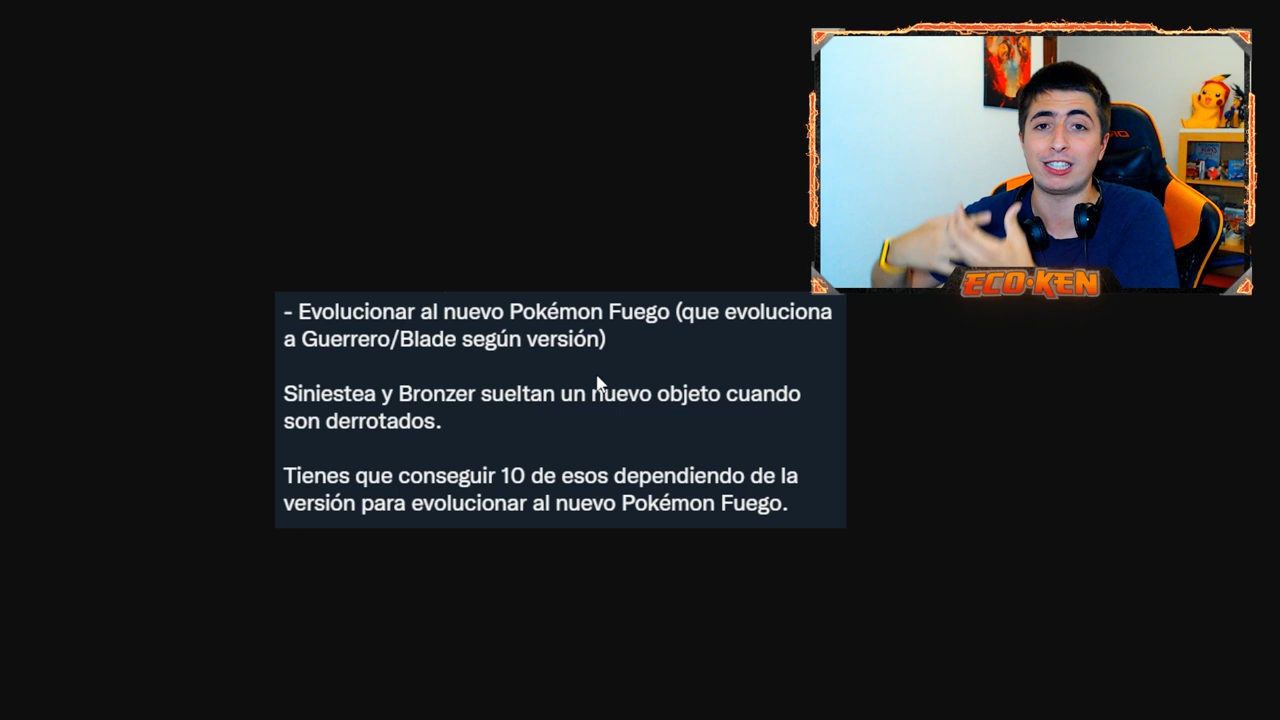 ECO·KEN
- Evolucionar al nuevo Pokémon Fuego (que evoluciona
a Guerrero/Blade según versión)
Siniestea y Bronzer sueltan un nuevo objeto cuando
son derrotados.
Tienes que conseguir 10 de esos dependiendo de la
versión para evolucionar al nuevo Pokémon Fuego.